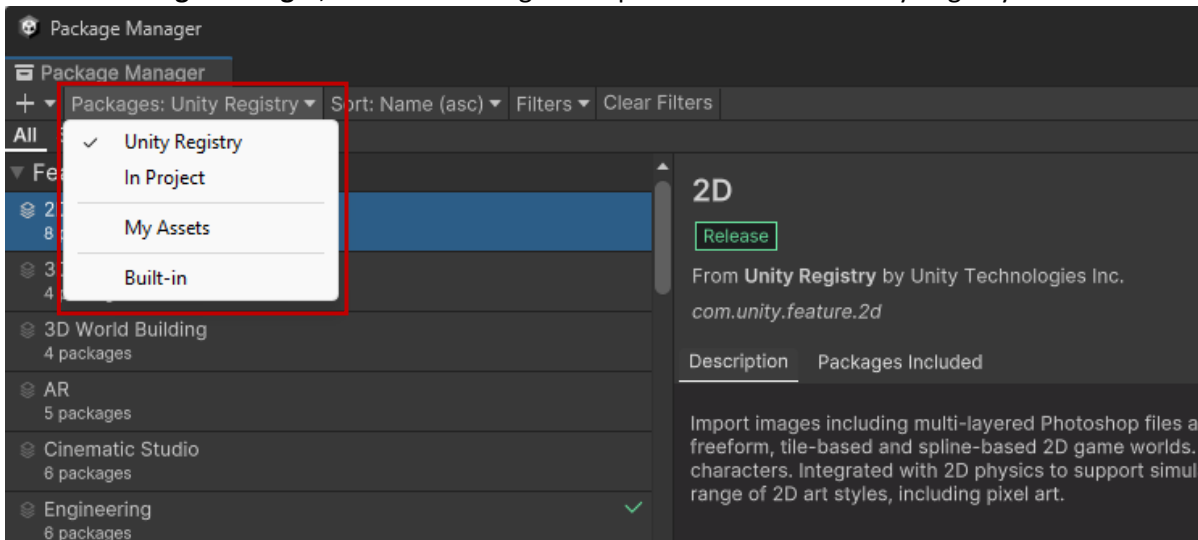 Package Manager
Package Manager
Packages: Unity Registry Sort: Name (asc) Filters Clear Filters
All
Unity Registry
In Project
My Assets
Built-in
2
8
3
4
3D World Building
4 packages
AR
5 packages
Cinematic Studio
6 packages
Engineering
6 packages
2D
Release
From Unity Registry by Unity Technologies Inc.
com.unity.feature.2d
Description Packages Included
Import images including multi-layered Photoshop files a
freeform, tile-based and spline-based 2D game worlds.
characters. Integrated with 2D physics to support simul
range of 2D art styles, including pixel art.